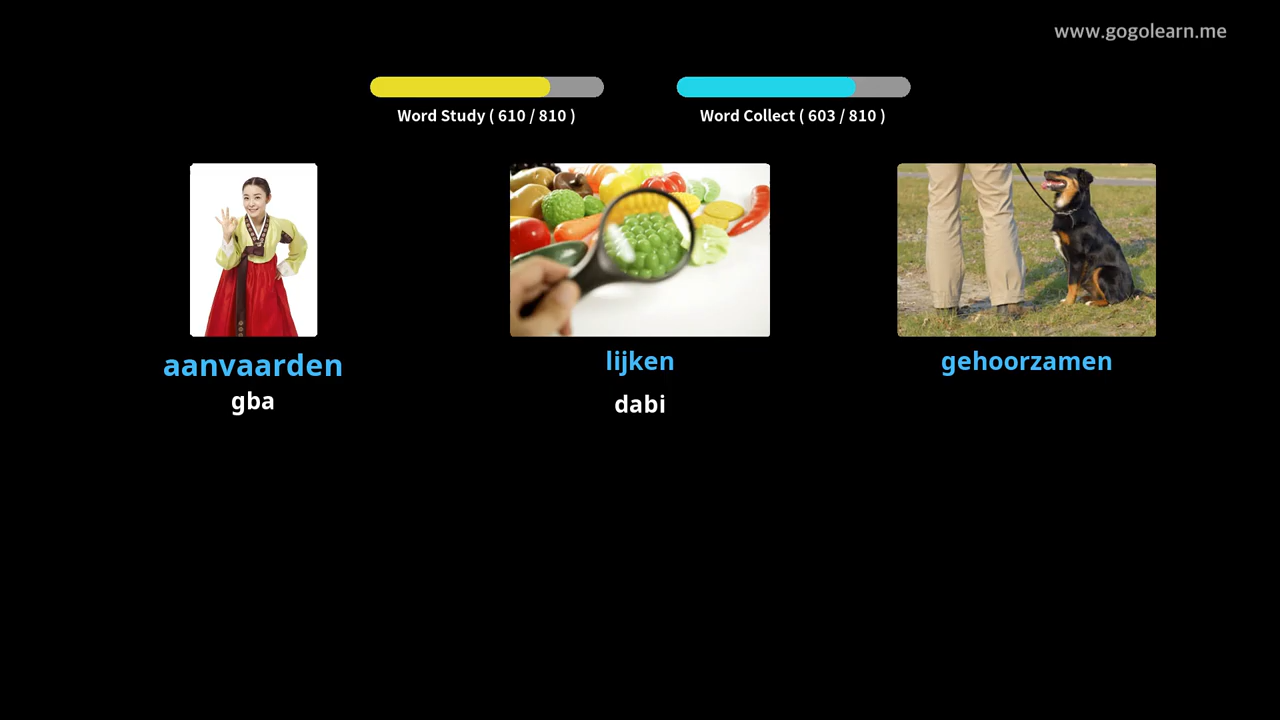 www.gogolearn.me
Word Study ( 610 / 810 )
Word Collect ( 603 / 810 )
aanvaarden
lijken
gehoorzamen
gba
dabi